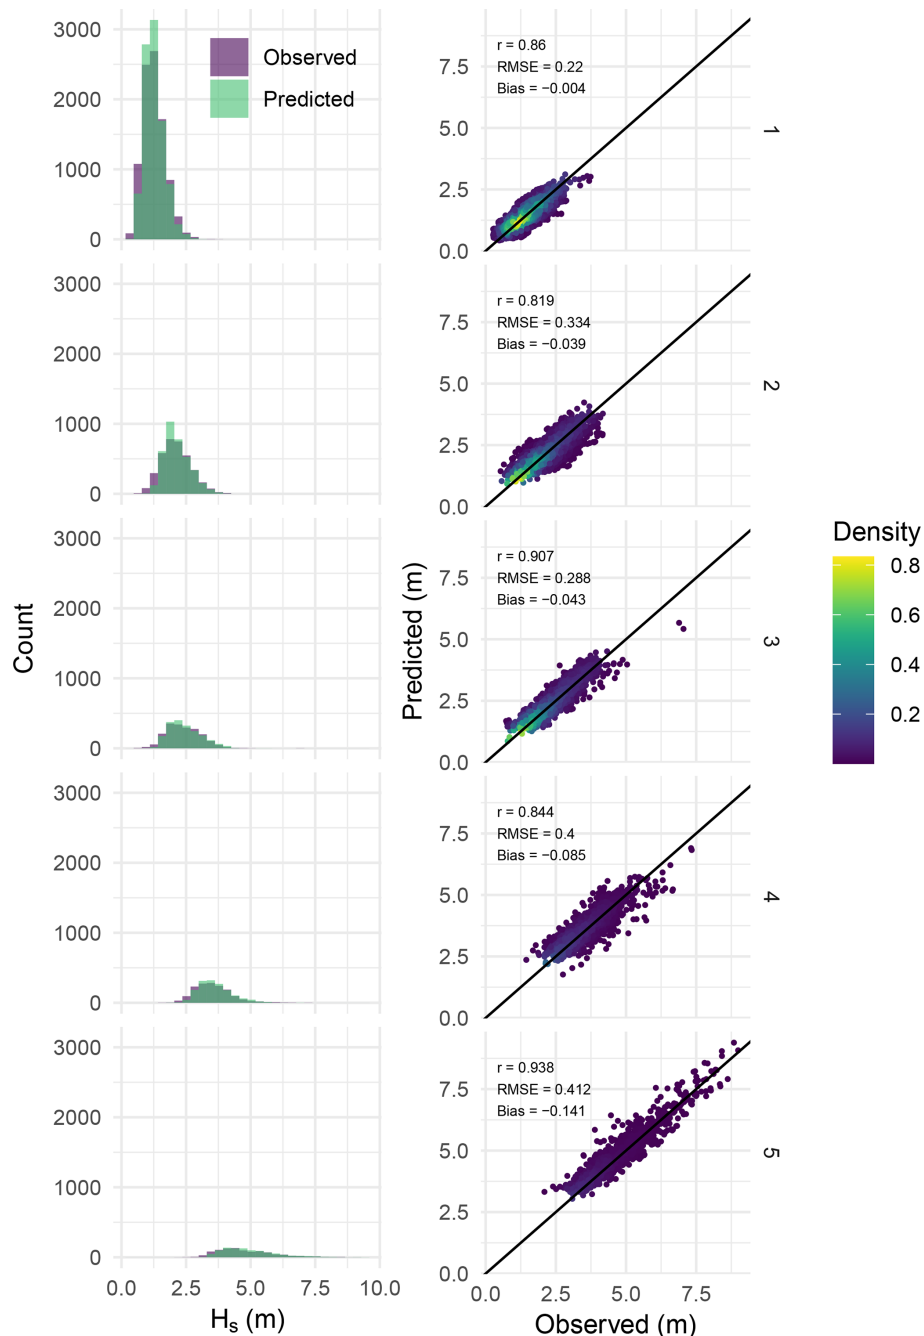 3000
2000
1000
0
Observed
Predicted
3000
2000
1000
0
3000
2000
1000
0
3000
2000
1000
0
3000
2000
1000
0
0.0 2.5 5.0 7.5 10.0
Hs (m)
Count
Predicted (m)
r = 0.86
RMSE = 0.22
Bias = −0.004
7.5
5.0
2.5
0.0
1
r = 0.819
RMSE = 0.334
Bias = −0.039
7.5
5.0
2.5
0.0
2
r = 0.907
RMSE = 0.288
Bias = −0.043
7.5
5.0
2.5
0.0
3
r = 0.844
RMSE = 0.4
Bias = −0.085
7.5
5.0
2.5
0.0
4
r = 0.938
RMSE = 0.412
Bias = −0.141
7.5
5.0
2.5
0.0
5
0.0 2.5 5.0 7.5
Observed (m)
Density
0.8
0.6
0.4
0.2